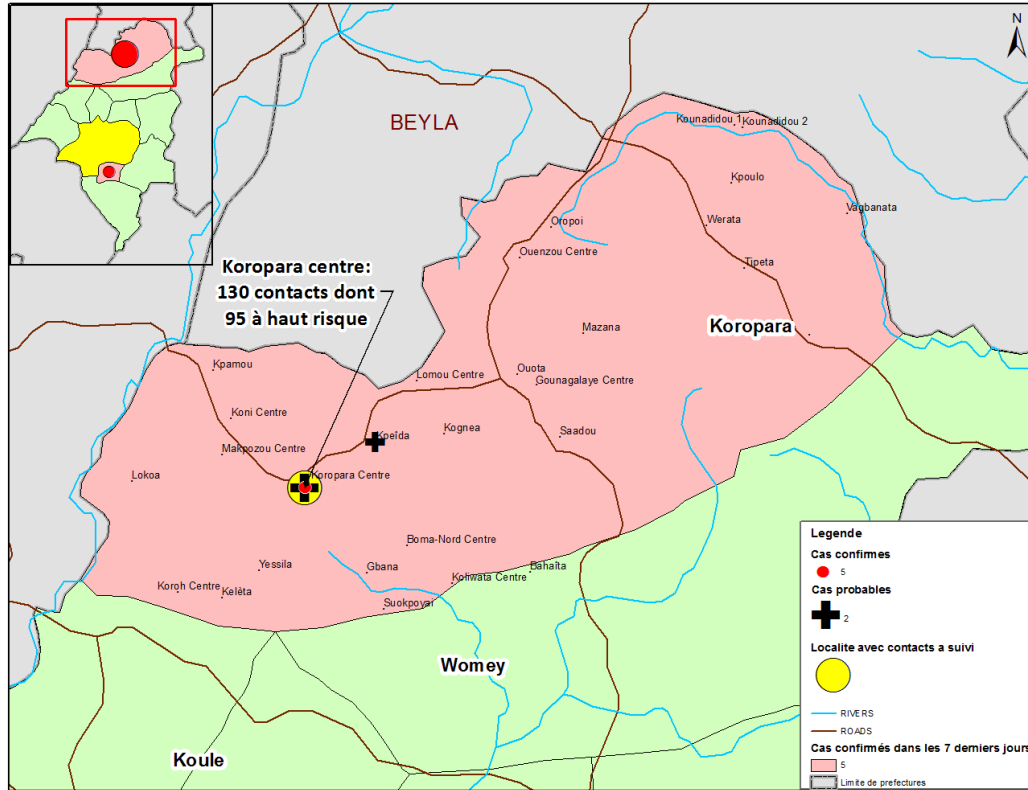 N
BEYLA
Kounadidou 1
Kounadidou 2
Kpoulo
Vagbanata
Oropoi
Werata
Ouenzou Centre
Tipeta
Koropara centre:
130 contacts dont
95 à haut risque
Mazana
Koropara
Kpamou
Lomou Centre
Ouota
Gounagalaye Centre
Koni Centre
Kpeïda
Kognea
Saadou
Makpozou Centre
Lokoa
Koropara Centre
Boma-Nord Centre
Yessila
Gbana
Koliwata Centre
Bahaïta
Koroh Centre
Kelèta
Suokpoyai
Womey
Koule
Legende
Cas confirmes
5
Cas probables
2
Localite avec contacts a suivi
RIVERS
ROADS
Cas confirmés dans les 7 derniers jours
5
Limite de prefectures